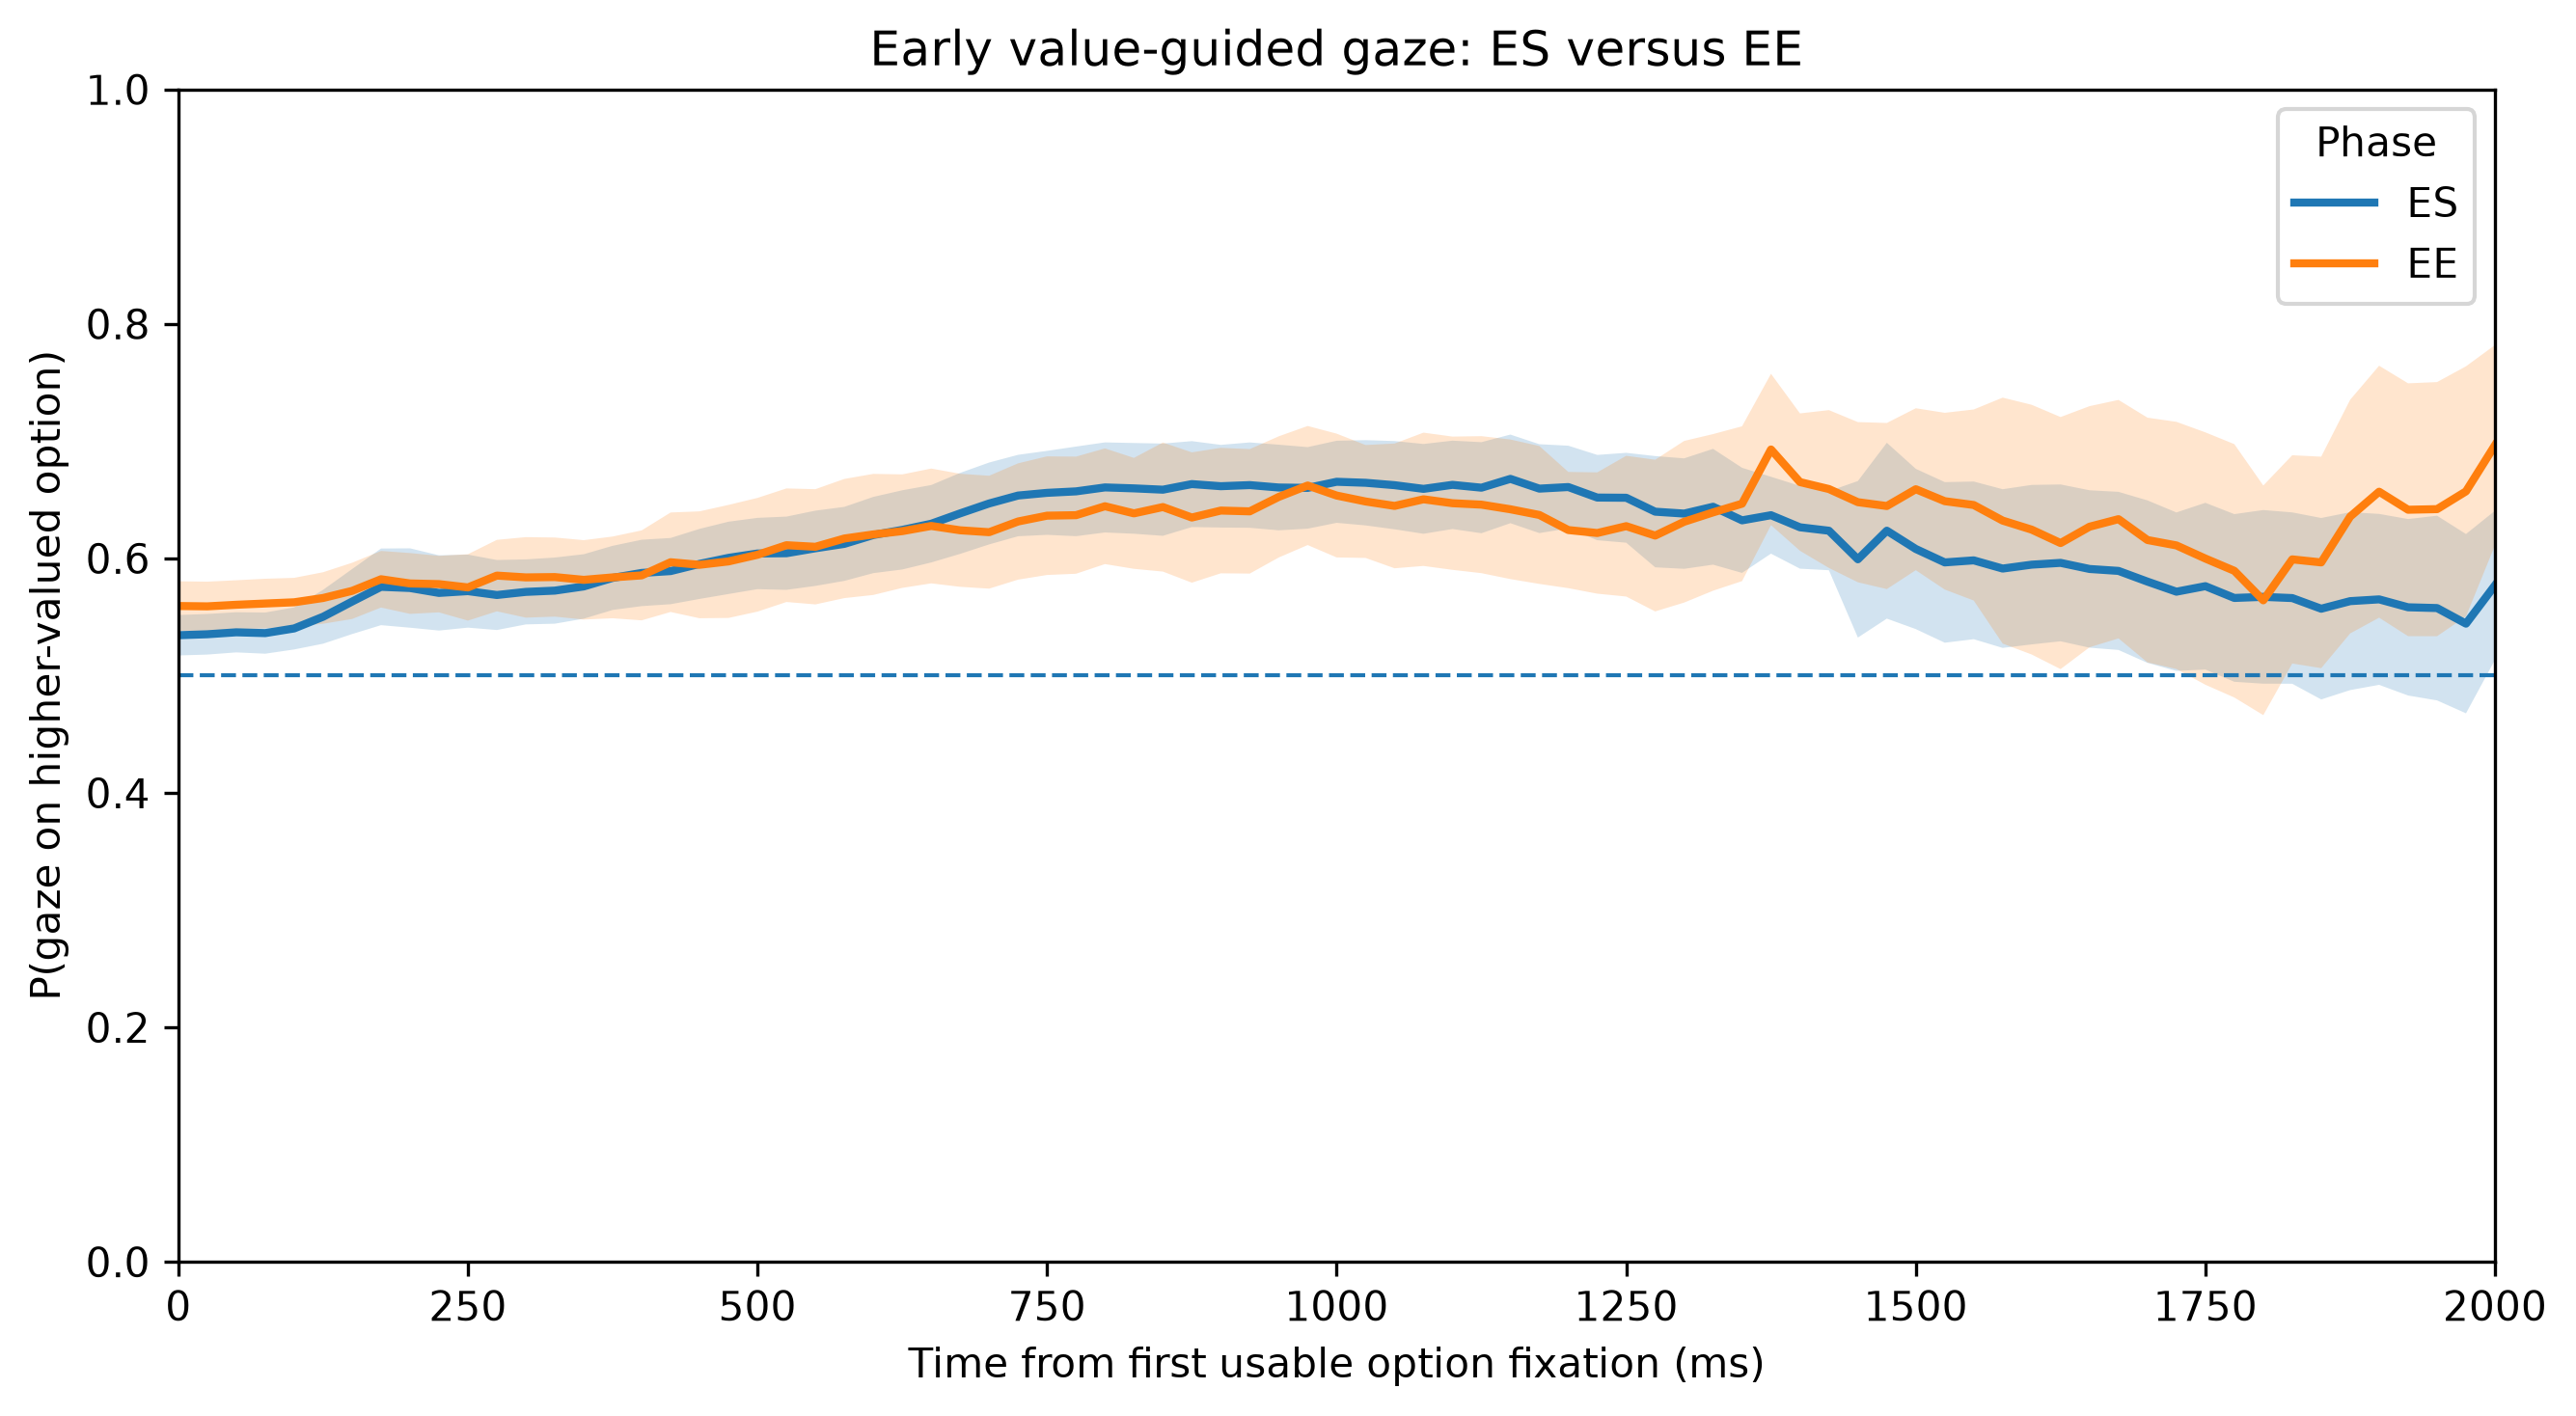 Early value-guided gaze: ES versus EE
P(gaze on higher-valued option)
1.0
0.8
0.6
0.4
0.2
0.0
Phase
ES
EE
0 250 500 750 1000 1250 1500 1750 2000
Time from first usable option fixation (ms)